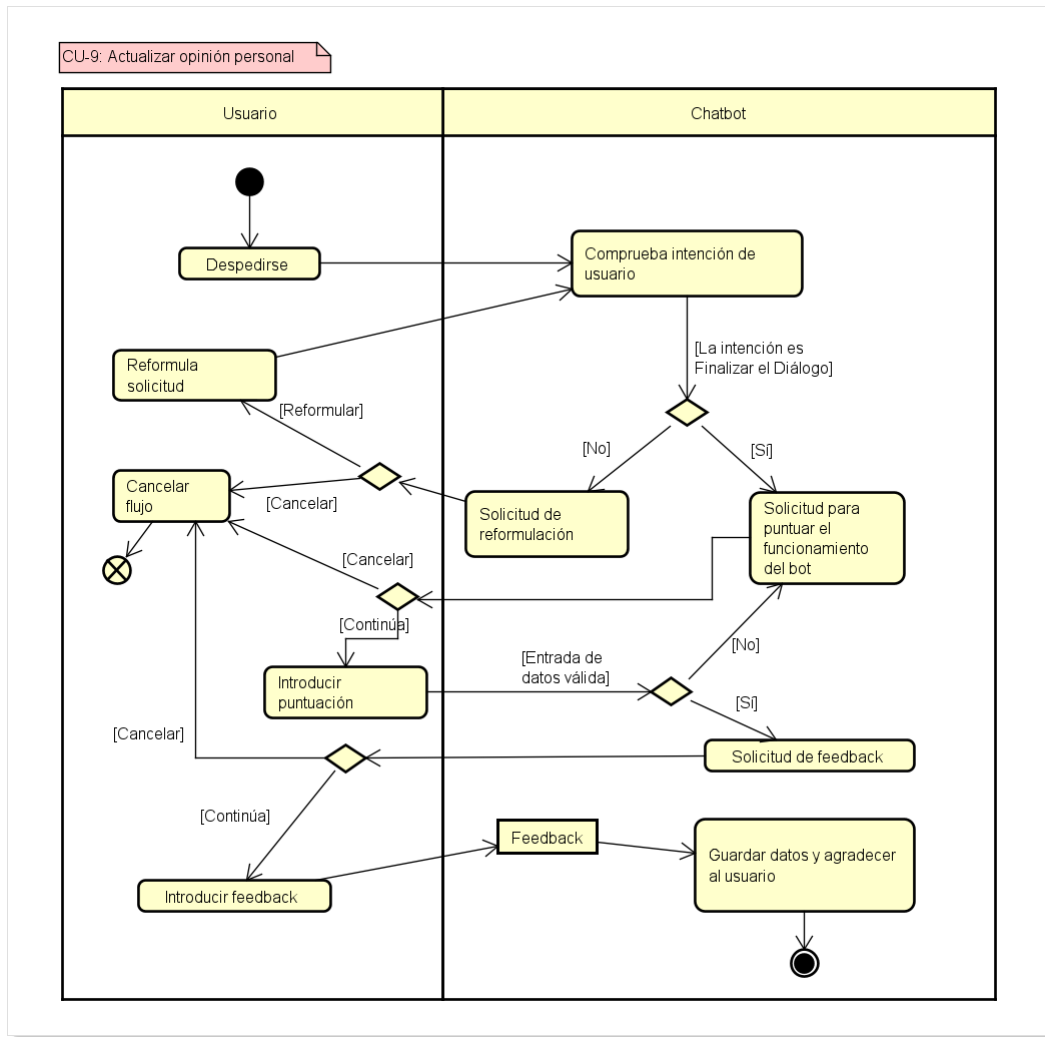 CU-9: Actualizar opinión personal
Usuario
Chatbot
Despedirse
Comprueba intención de
usuario
Reformula
solicitud
[La intención es
Finalizar el Diálogo]
[Reformular]
[No]
[Sí]
Cancelar
flujo
[Cancelar]
Solicitud de
reformulación
Solicitud para
puntuar el
funcionamiento
del bot
[Cancelar]
[Continúa]
[Entrada de
datos válida]
[No]
Introducir
puntuación
[Sí]
[Cancelar]
Solicitud de feedback
[Continúa]
Feedback
Guardar datos y agradecer
al usuario
Introducir feedback